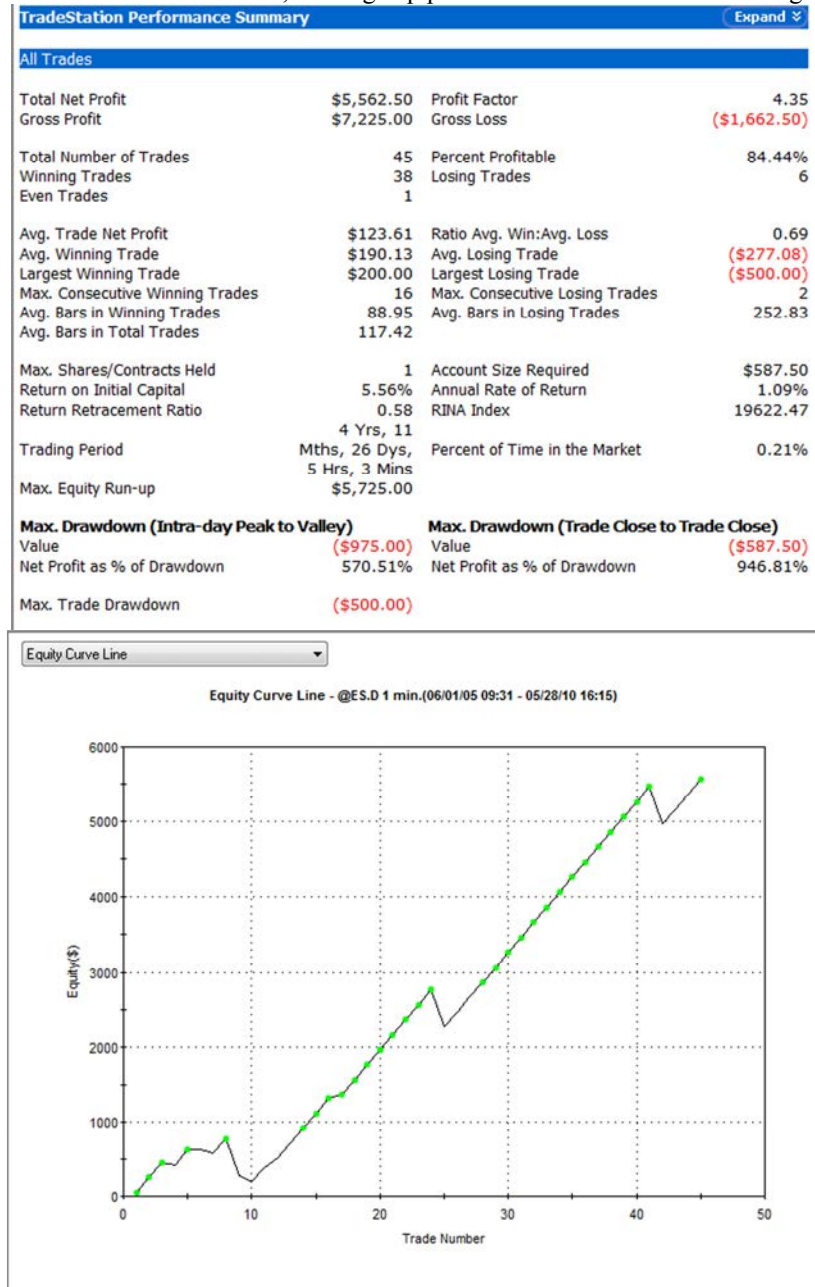 TradeStation Performance Summary Expand
All Trades
Total Net Profit $5,562.50 Profit Factor 4.35
Gross Profit $7,225.00 Gross Loss ($1,662.50)
Total Number of Trades 45 Percent Profitable 84.44%
Winning Trades 38 Losing Trades 6
Even Trades 1
Avg. Trade Net Profit $123.61 Ratio Avg. Win:Avg. Loss 0.69
Avg. Winning Trade $190.13 Avg. Losing Trade ($277.08)
Largest Winning Trade $200.00 Largest Losing Trade ($500.00)
Max. Consecutive Winning Trades 16 Max. Consecutive Losing Trades 2
Avg. Bars in Winning Trades 88.95 Avg. Bars in Losing Trades 252.83
Avg. Bars in Total Trades 117.42
Max. Shares/Contracts Held 1 Account Size Required $587.50
Return on Initial Capital 5.56% Annual Rate of Return 1.09%
Return Retracement Ratio 0.58 RINA Index 19622.47
4 Yrs, 11
Trading Period Mths, 26 Dys, Percent of Time in the Market 0.21%
5 Hrs, 3 Mins
Max. Equity Run-up $5,725.00
Max. Drawdown (Intra-day Peak to Valley) Max. Drawdown (Trade Close to Trade Close)
Value ($975.00) Value ($587.50)
Net Profit as % of Drawdown 570.51% Net Profit as % of Drawdown 946.81%
Max. Trade Drawdown ($500.00)
Equity Curve Line
Equity Curve Line - @ES.D 1 min.(06/01/05 09:31 - 05/28/10 16:15)
6000
5000
4000
3000
2000
1000
0
Equity($)
0 10 20 30 40 50
Trade Number